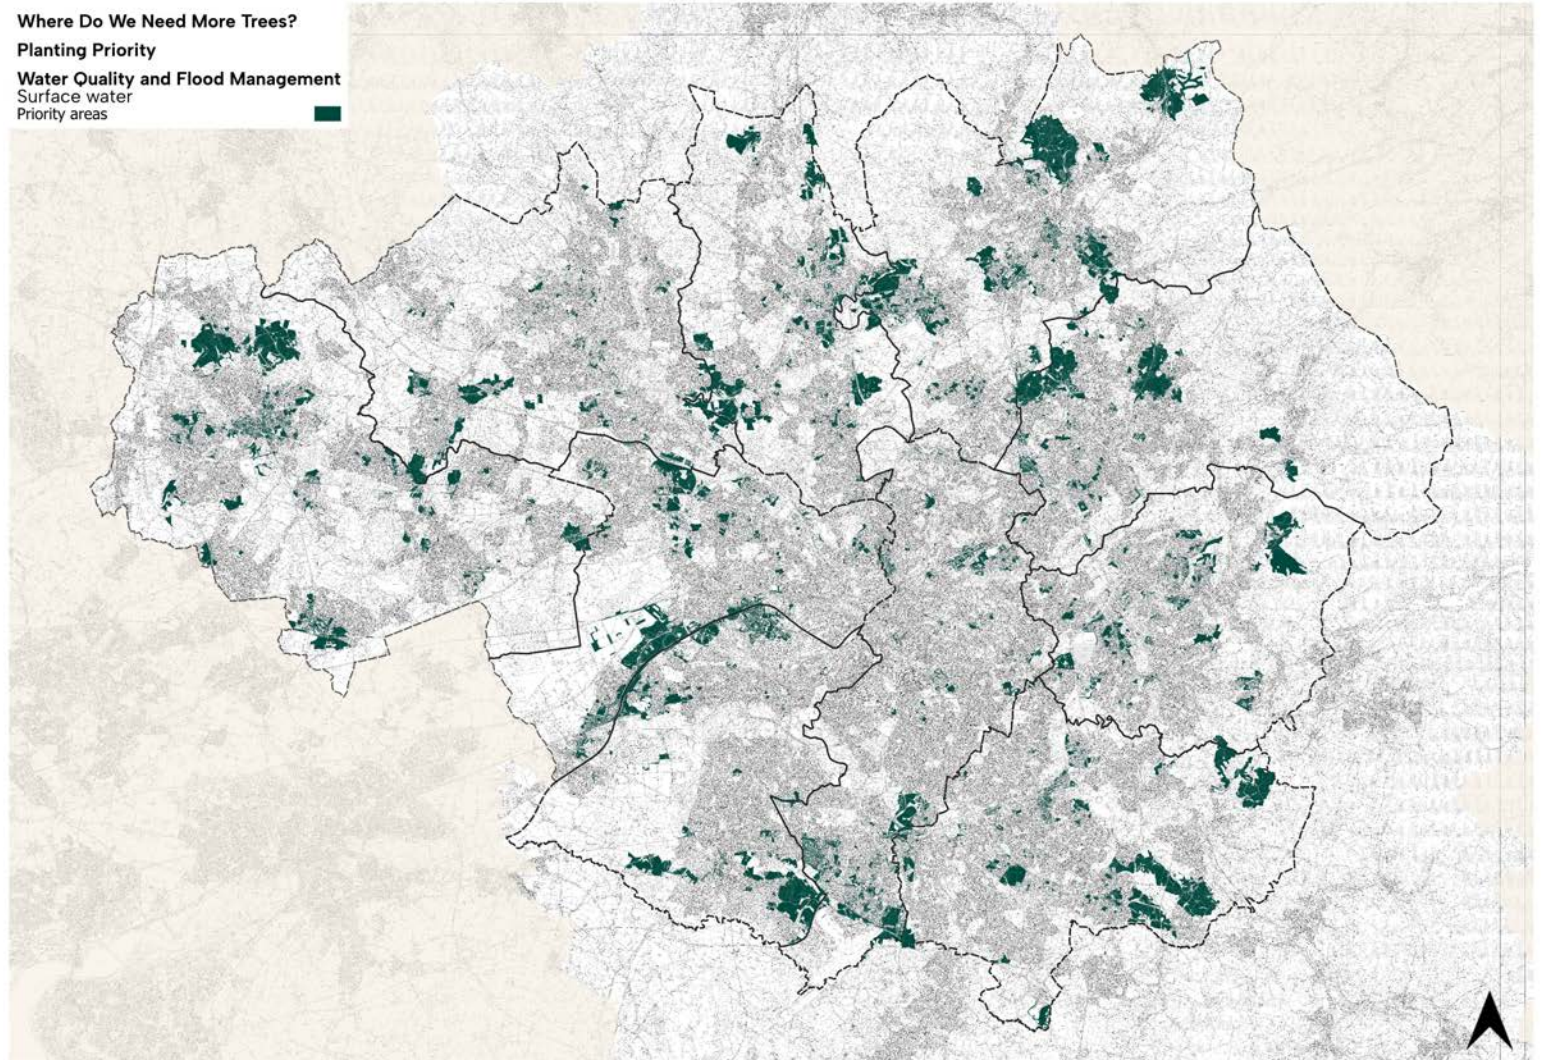 Where Do We Need More Trees?
Planting Priority
Water Quality and Flood Management
Surface water
Priority areas